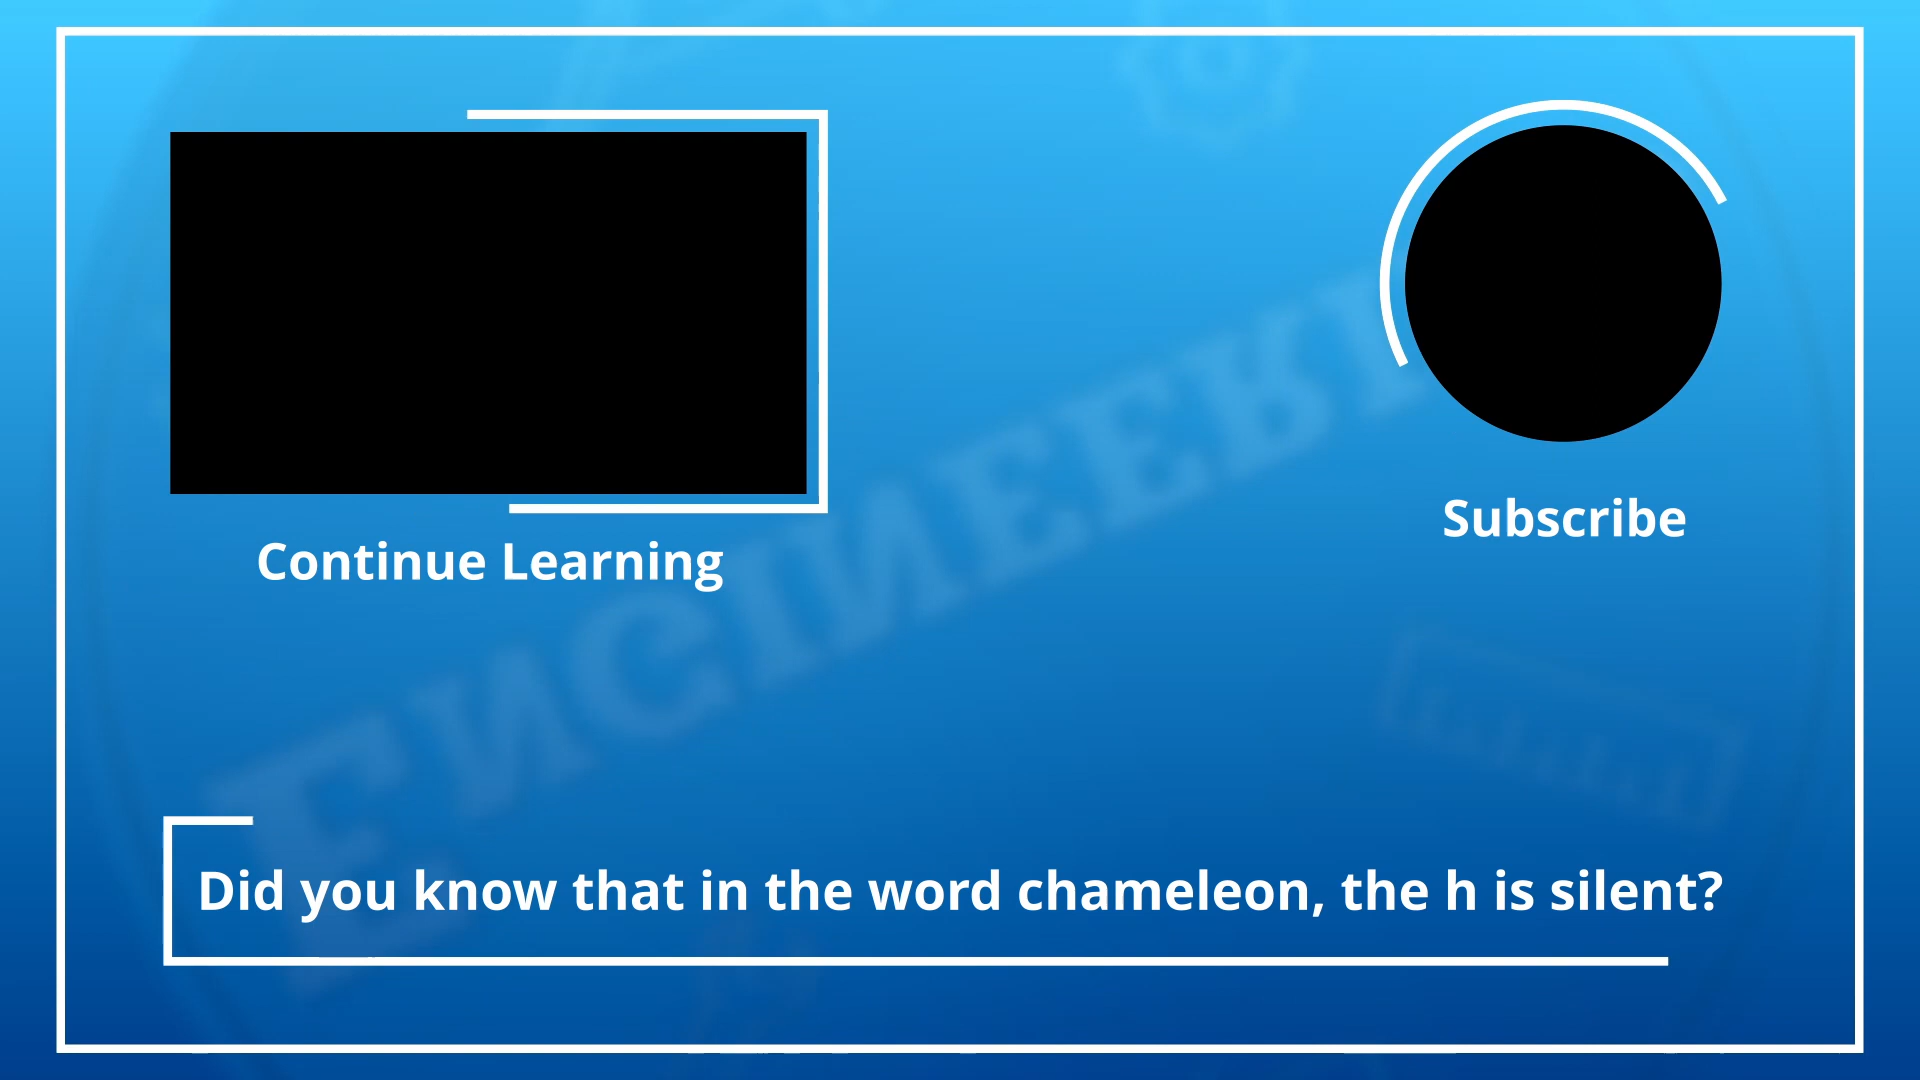 Continue Learning
Subscribe
Did you know that in the word chameleon, the h is silent?